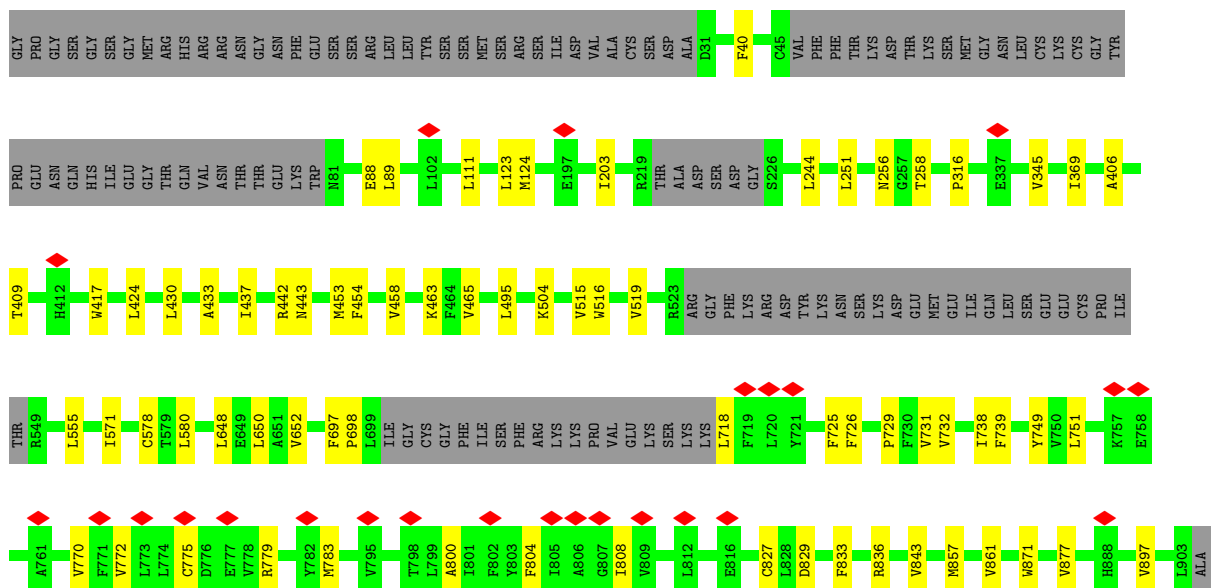 GLY PRO GLY SER GLY SER GLY MET ARG HIS ARG ARG ASN GLY ASN PHE GLU SER SER ARG LEU LEU TYR SER SER MET SER ARG SER ILE ASP VAL ALA CYS SER ASP ALA D31 F40 C45 VAL PHE PHE THR LYS ASP THR LYS SER MET GLY ASN LEU CYS LYS CYS GLY TYR
PRO GLU ASN GLN HIS ILE GLU GLY THR GLN VAL ASN THR THR GLU LYS TRP N81 E88 L89 L102 L111 L123 M124 E197 I203 R219 THR ALA ASP SER ASP GLY S226 L244 L251 N256 G257 T258 P316 E337 V345 I369 A406
T409 H412 W417 L424 L430 A433 I437 R442 N443 M453 F454 V458 K463 F464 V465 L495 K504 V515 W516 V519 R523 ARG GLY PHE LYS ARG ASP TYR LYS ASN SER LYS ASP GLU MET GLU ILE GLN LEU SER GLU GLU CYS PRO ILE
THR R549 L555 I571 C578 T579 L580 L648 E649 L650 A651 V652 F697 P698 L699 ILE GLY CYS GLY PHE ILE SER PHE ARG LYS LYS PRO VAL GLU LYS SER LYS LYS L718 F719 L720 Y721 F725 F726 P729 F730 V731 V732 I738 F739 Y749 V750 L751 K757 E758
A761 V770 F771 V772 L773 L774 C775 D776 E777 V778 R779 Y782 M783 V795 T798 L799 A800 I801 F802 Y803 F804 I805 A806 G807 I808 V809 L812 E816 C827 L828 D829 F833 R836 V843 M857 V861 W871 V877 H888 V897 L903 ALA